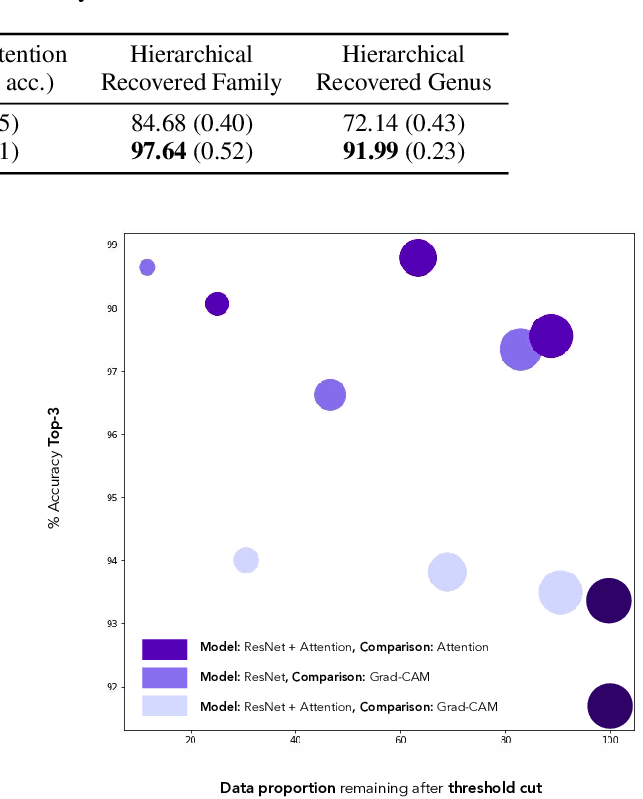 Hierarchical Hierarchical
acc.) Recovered Family Recovered Genus
5) 84.68 (0.40) 72.14 (0.43)
1) 97.64 (0.52) 91.99 (0.23)
99
98
97
96
95
94
93
92
% Accuracy Top-3
Model: ResNet + Attention, Comparison: Attention
Model: ResNet, Comparison: Grad-CAM
Model: ResNet + Attention, Comparison: Grad-CAM
20 40 60 80 100
Data proportion remaining after threshold cut